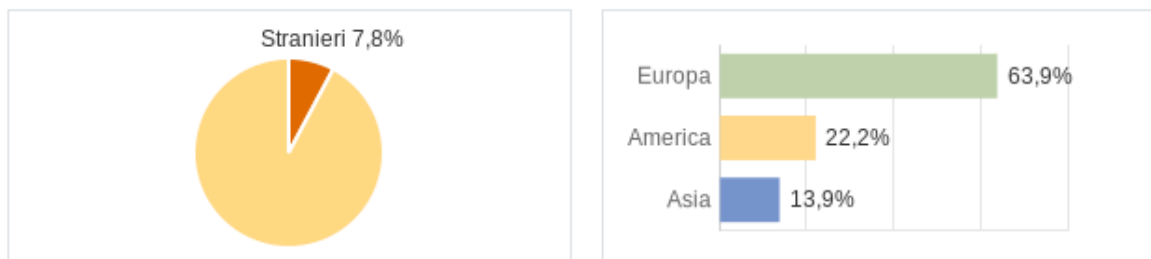 Stranieri 7,8%
Europa 63,9%
America 22,2%
Asia 13,9%